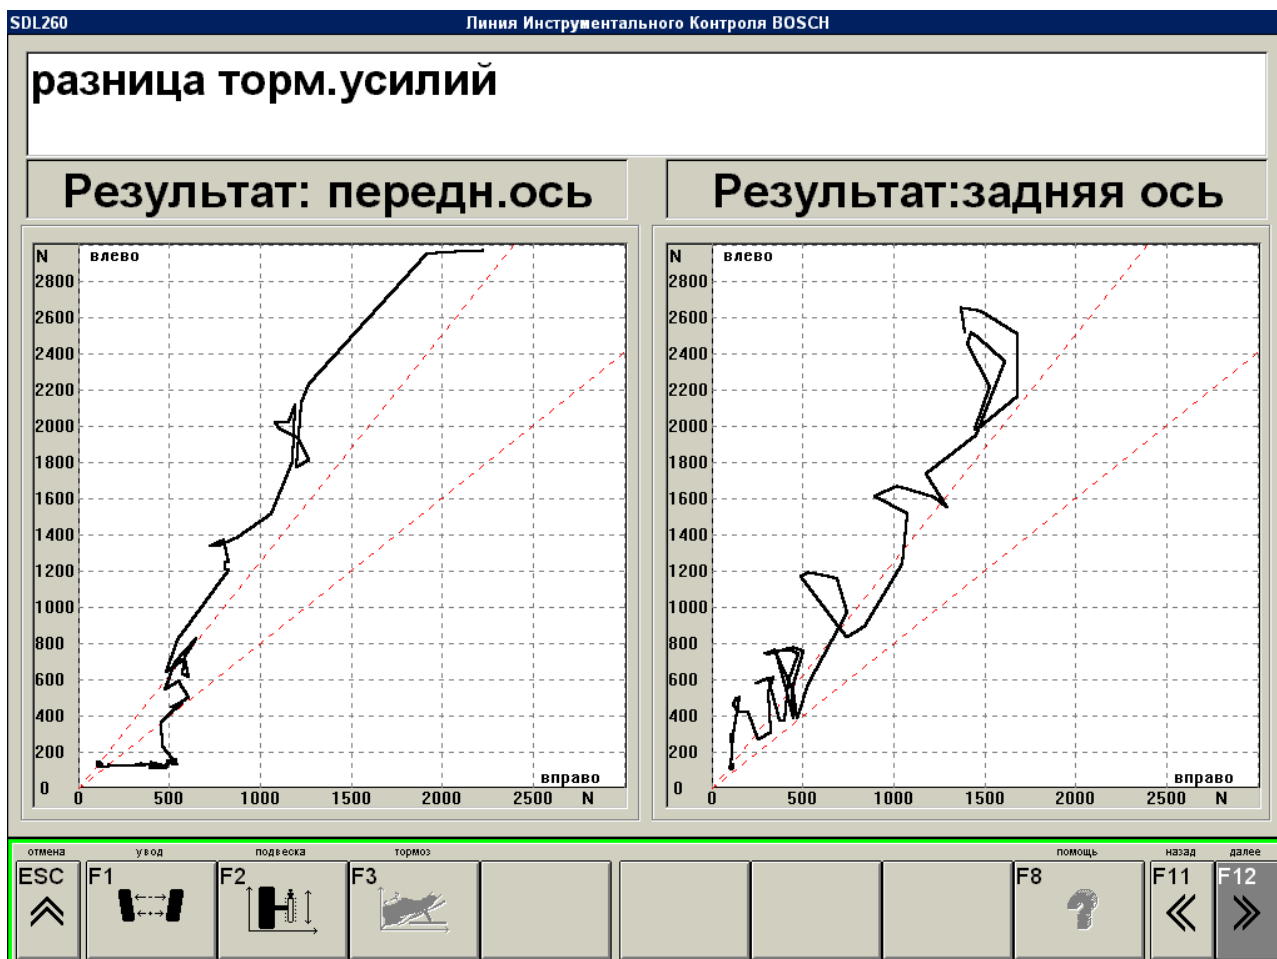 SDL260 Линия Инструментального Контроля BOSCH
разница торм.усилий
Результат: передн.ось
Результат:задняя ось
N влево
2800
2600
2400
2200
2000
1800
1600
1400
1200
1000
800
600
400
200
0 вправо
0 500 1000 1500 2000 2500 N
N влево
2800
2600
2400
2200
2000
1800
1600
1400
1200
1000
800
600
400
200
0 вправо
0 500 1000 1500 2000 2500 N
отмена увод подвеска тормоз помощь назад далее
ESC F1 F2 F3 F8 F11 F12